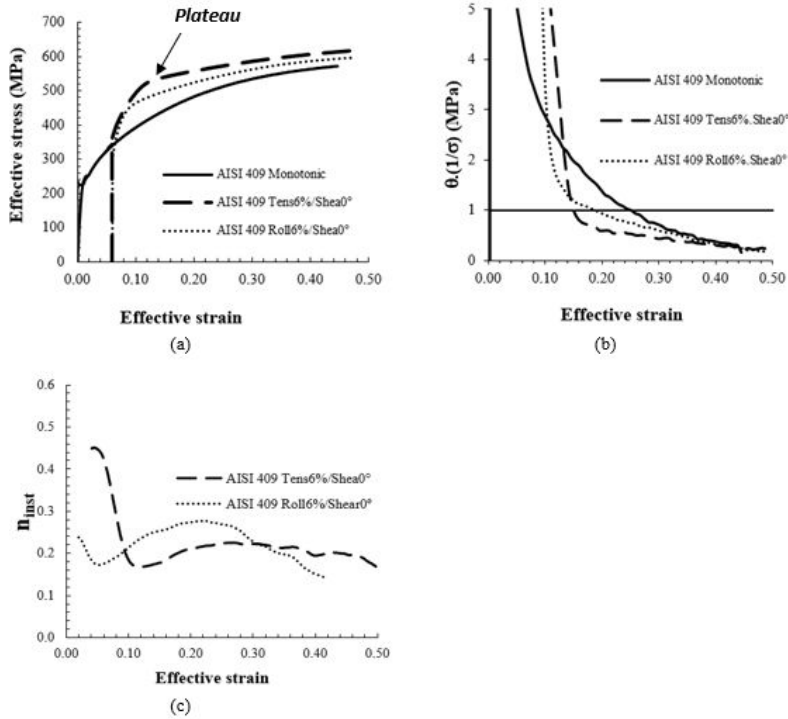 Plateau
700
600
500
400
300
200
100
0
Effective stress (MPa)
AISI 409 Monotonic
AISI 409 Tens6%/Shea0°
AISI 409 Roll6%/Shea0°
0.00 0.10 0.20 0.30 0.40 0.50
Effective strain
(a)
5
4
3
2
1
0
θ.(1/σ) (MPa)
AISI 409 Monotonic
AISI 409 Tens6%.Shea0°
AISI 409 Roll6%.Shea0°
0.00 0.10 0.20 0.30 0.40 0.50
Effective strain
(b)
0.6
0.5
0.4
0.3
0.2
0.1
0.0
n inst
AISI 409 Tens6%/Shea0°
AISI 409 Roll6%/Shear0°
0.00 0.10 0.20 0.30 0.40 0.50
Effective strain
(c)